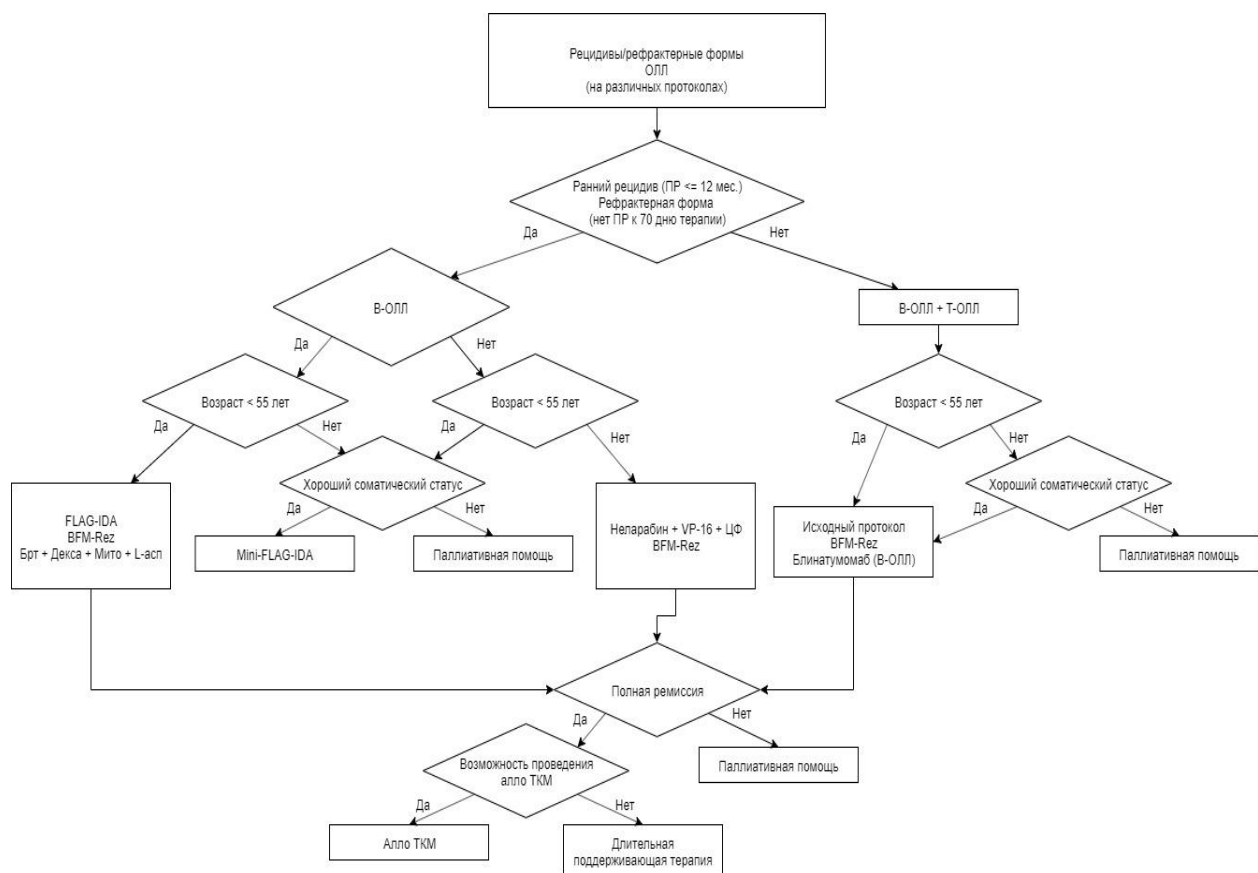 Рецидивы/рефрактерные формы
ОЛЛ
(на различных протоколах)
Ранний рецидив (ПР <= 12 мес.)
Рефрактерная форма
(нет ПР к 70 дню терапии)
Да
Нет
В-ОЛЛ
В-ОЛЛ + Т-ОЛЛ
Да
Нет
Возраст < 55 лет
Возраст < 55 лет
Возраст < 55 лет
Да
Нет
Да
Нет
Да
Нет
Хороший соматический статус
Хороший соматический статус
Да
Нет
Да
Нет
FLAG-IDA
BFM-Rez
Брт + Декса + Мито + L-асп
Mini-FLAG-IDA
Паллиативная помощь
Неларабин + VP-16 + ЦФ
BFM-Rez
Исходный протокол
BFM-Rez
Блинатумомаб (В-ОЛЛ)
Паллиативная помощь
Полная ремиссия
Да
Нет
Возможность проведения
алло ТКМ
Паллиативная помощь
Да
Нет
Алло ТКМ
Длительная
поддерживающая терапия